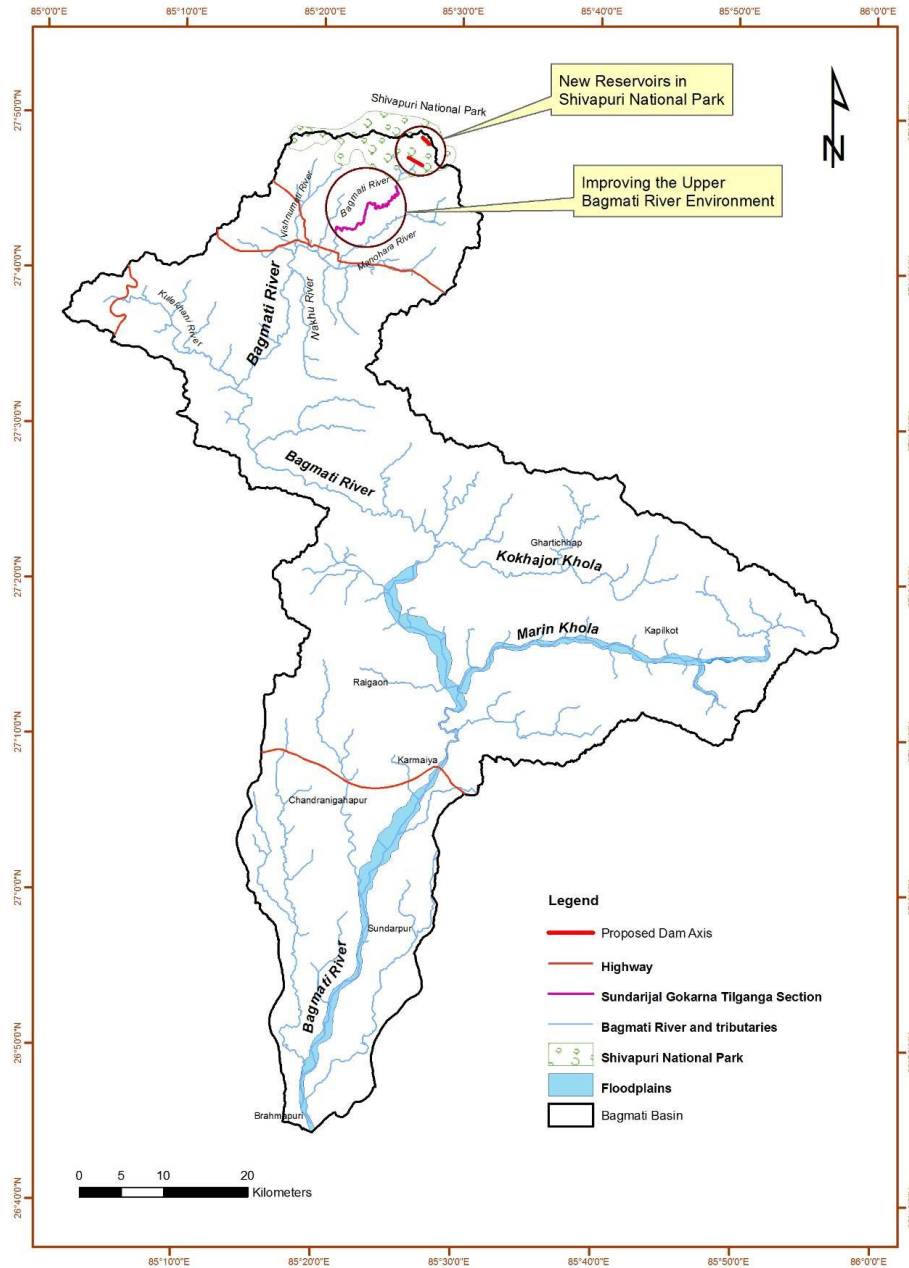 85°0'0"E
85°10'0"E
85°20'0"E
85°30'0"E
85°40'0"E
85°50'0"E
86°0'0"E
New Reservoirs in
Shivapuri National Park
Shivapuri National Park
27°50'0"N
N
Improving the Upper
Bagmati River Environment
Bagmati River
Vishnumati River
Manohara River
27°40'0"N
Kulekhani River
Bagmati River
Nakhu River
27°30'0"N
Bagmati River
Ghartichhap
Kokhajor Khola
27°20'0"N
Marin Khola
Kapilkot
Raigaon
27°10'0"N
Karmaiya
Chandranigahapur
27°0'0"N
Sundarpur
Bagmati River
26°50'0"N
Brahmapuri
26°40'0"N
Legend
Proposed Dam Axis
Highway
Sundarijal Gokarna Tilganga Section
Bagmati River and tributaries
Shivapuri National Park
Floodplains
Bagmati Basin
0 5 10 20
Kilometers
85°10'0"E
85°20'0"E
85°30'0"E
85°40'0"E
85°50'0"E
86°0'0"E